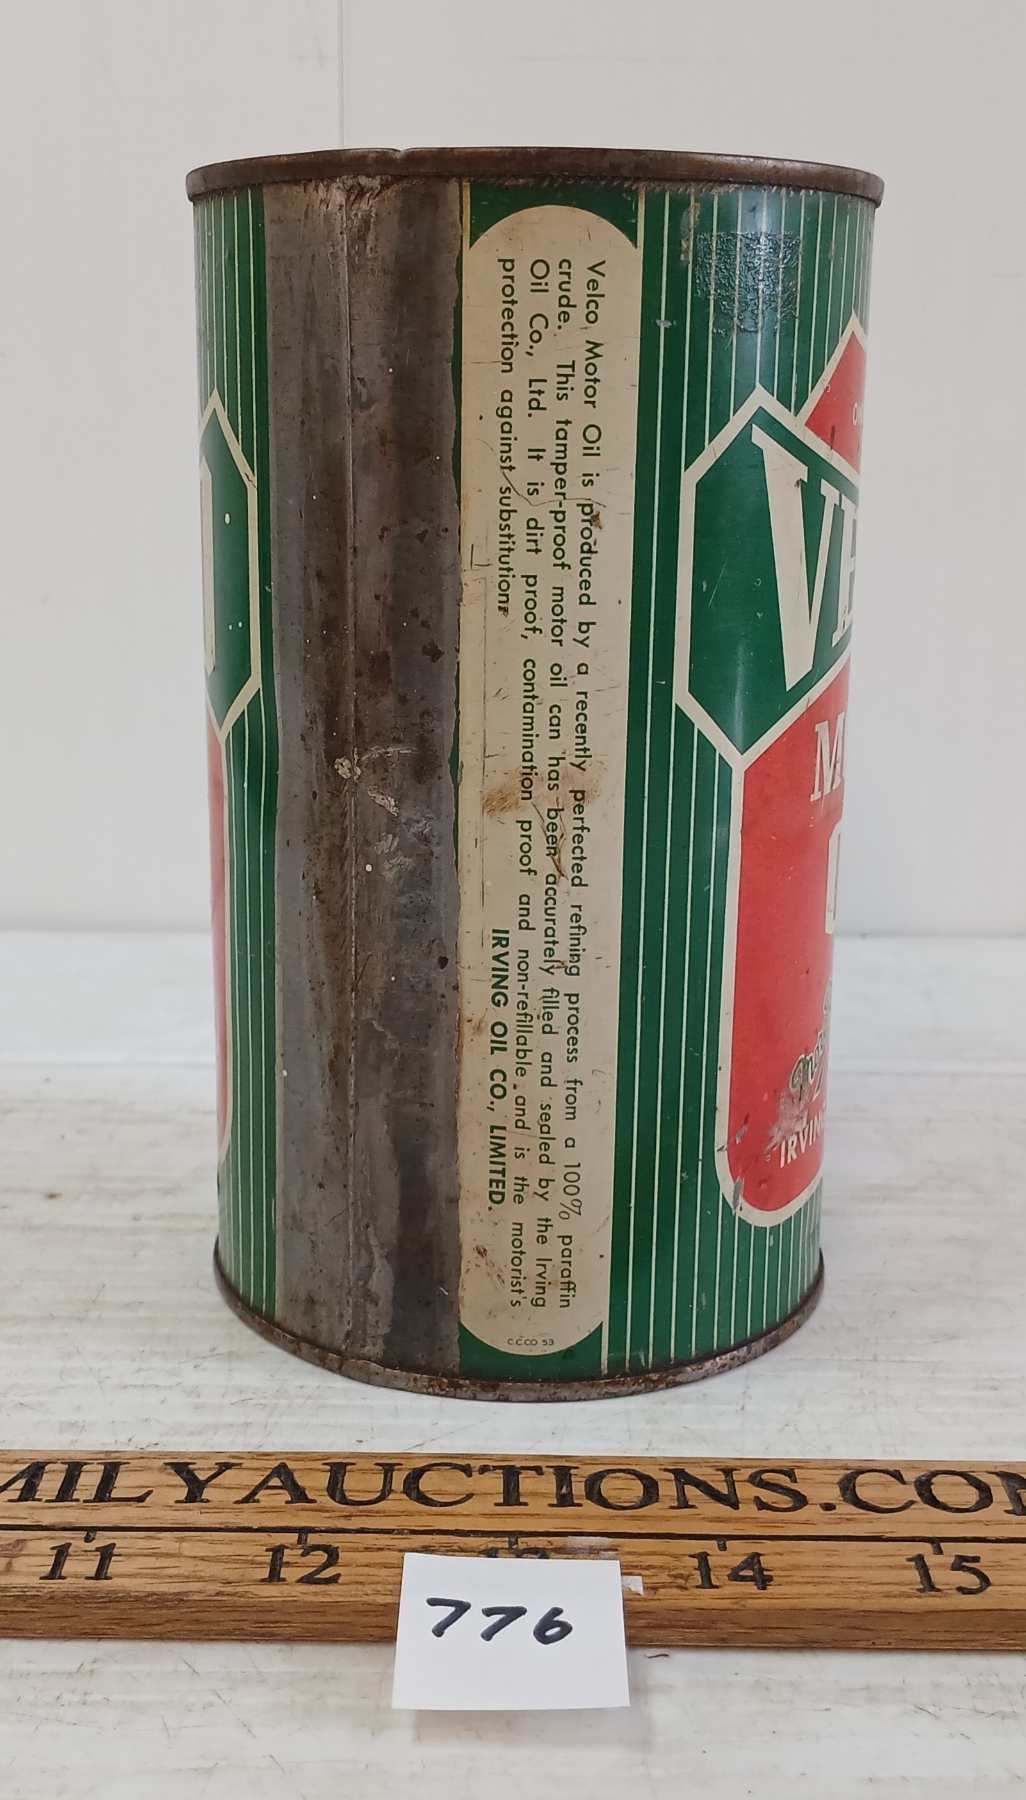 Velco Motor Oil is produced by a recently perfected refining process from a 100% paraffin
crude. This tamper-proof motor oil can has been accurately filled and sealed by the Irving
Oil Co., Ltd. It is dirt proof, contamination proof and non-refillable and is the motorist's
protection against substitution.
IRVING OIL CO., LIMITED.
CCCO 53
VE
M
IRVING
MILYAUCTIONS.COM
11 12 13 14 15
776